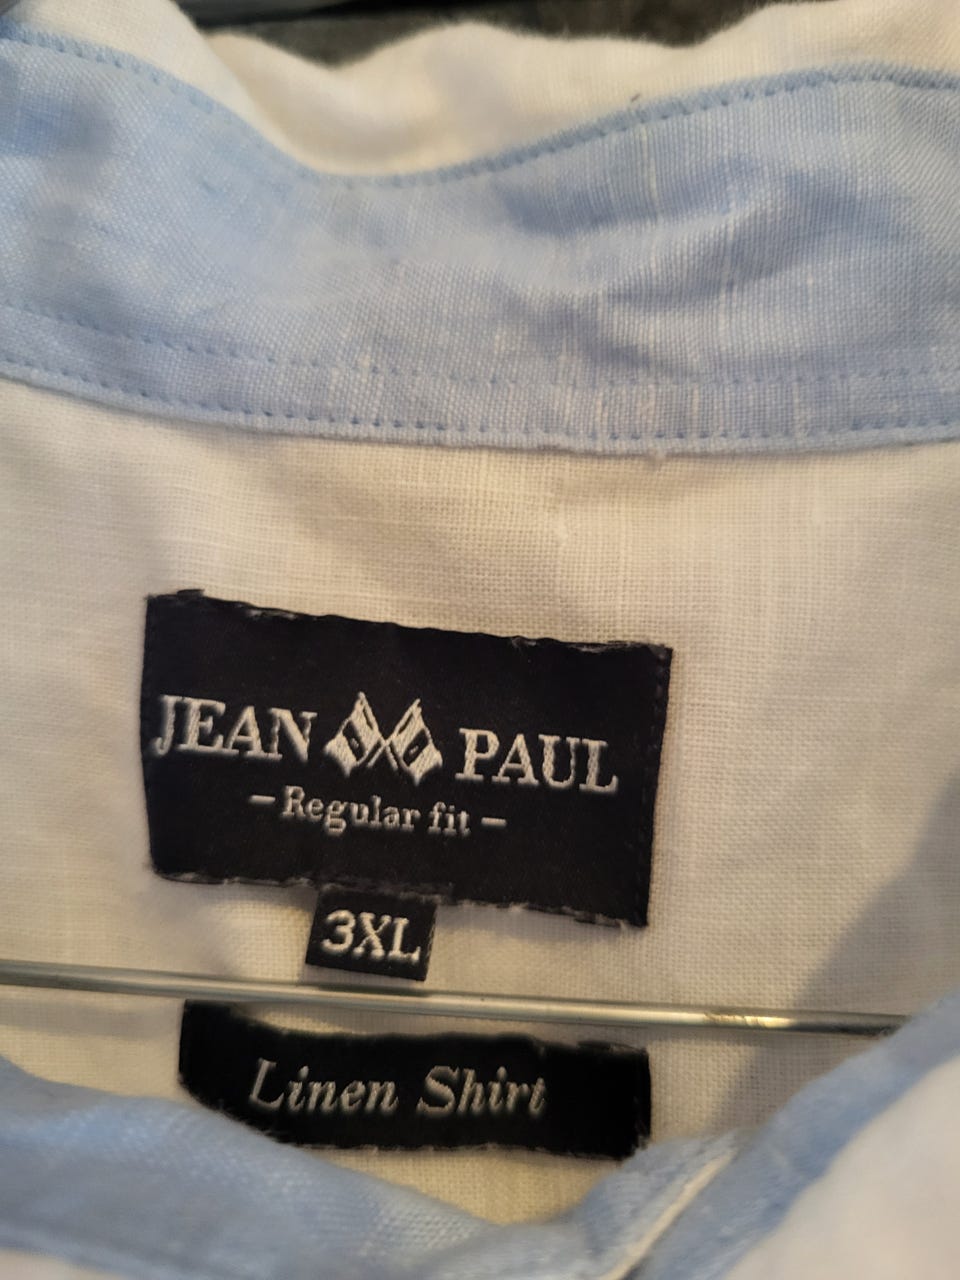 JEAN PAUL
- Regular fit -
3XL
Linen Shirt